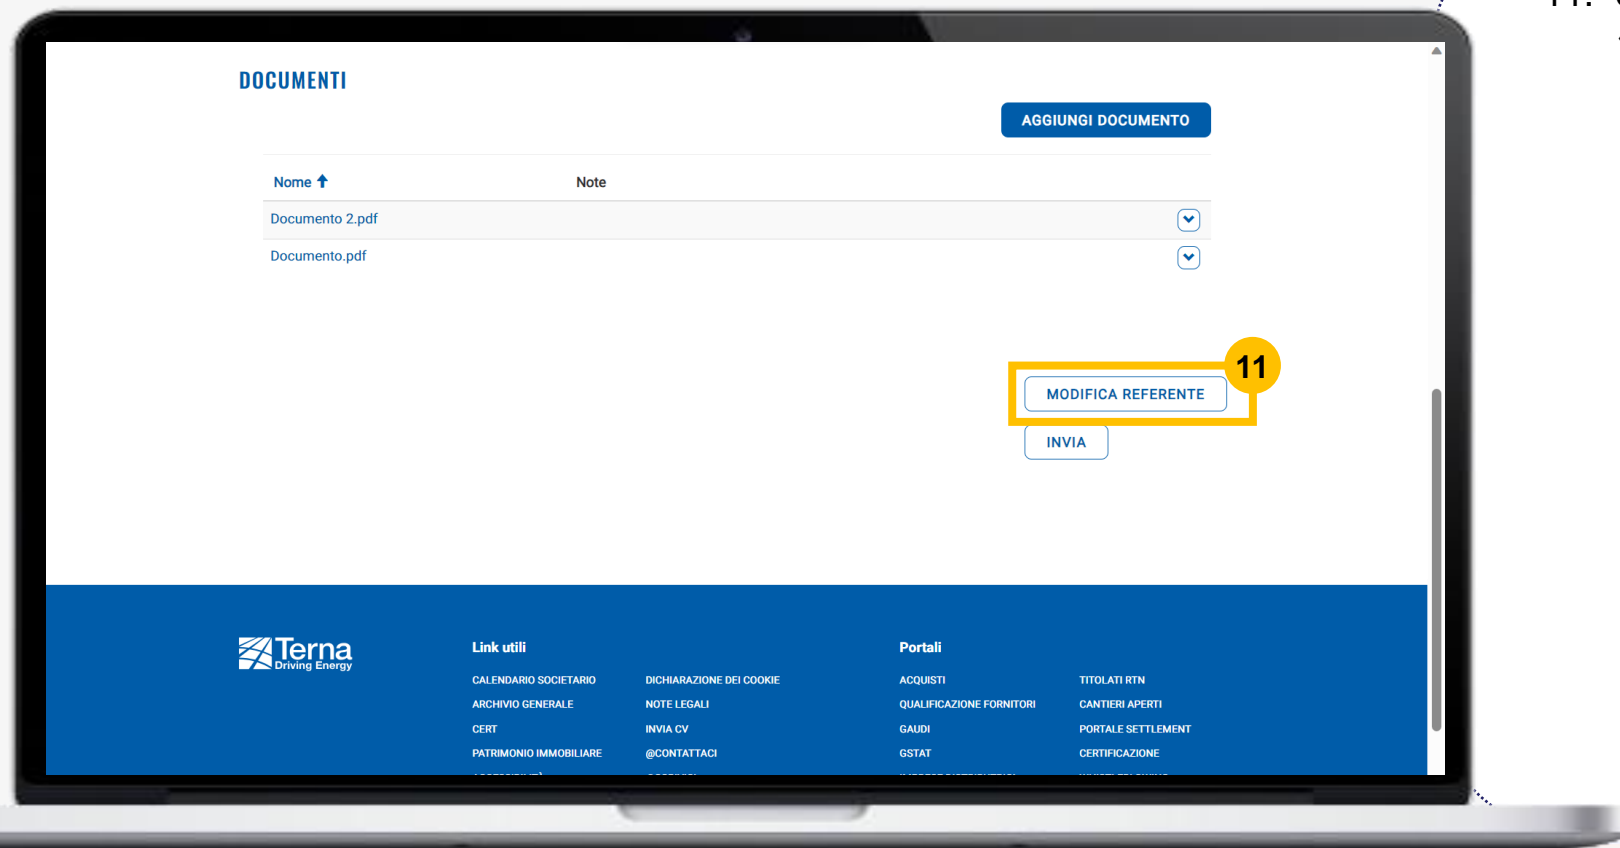 11.
DOCUMENTI
AGGIUNGI DOCUMENTO
Nome Note
Documento 2.pdf
Documento.pdf
11
MODIFICA REFERENTE
INVIA
Terna
Driving Energy
Link utili
CALENDARIO SOCIETARIO DICHIARAZIONE DEI COOKIE
ARCHIVIO GENERALE NOTE LEGALI
CERT INVIA CV
PATRIMONIO IMMOBILIARE @CONTATTACI
Portali
ACQUISTI TITOLATI RTN
QUALIFICAZIONE FORNITORI CANTIERI APERTI
GAUDI PORTALE SETTLEMENT
GSTAT CERTIFICAZIONE